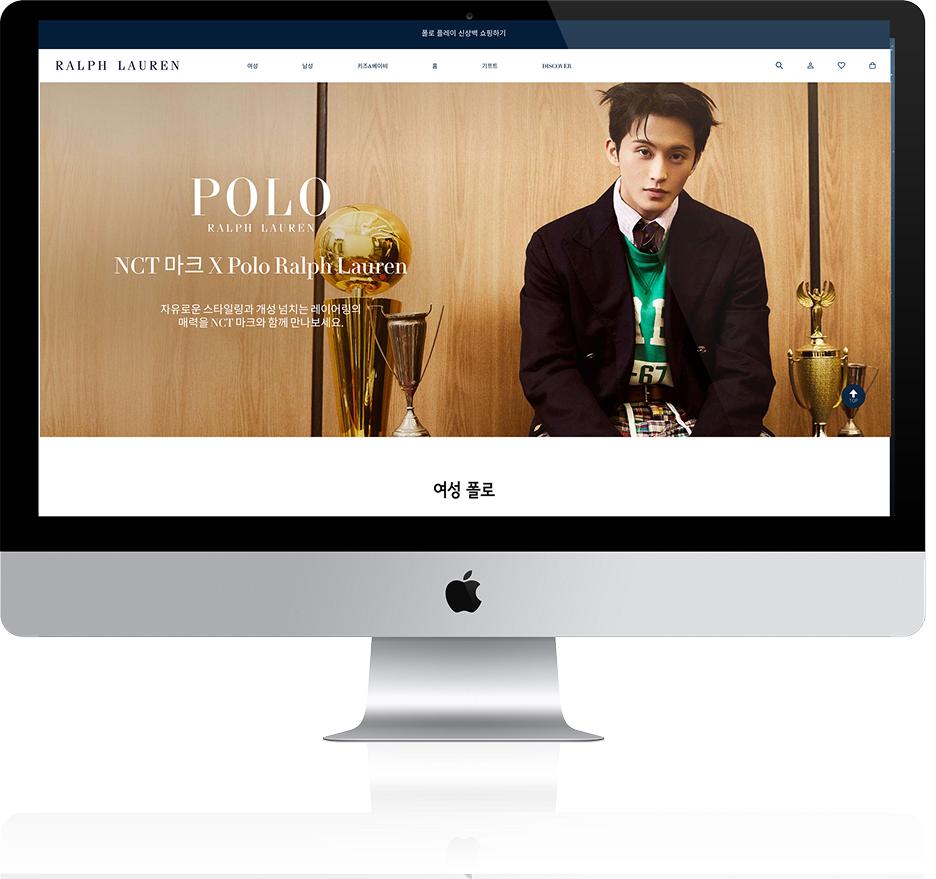 폴로 플레이 신상백 쇼핑하기
RALPH LAUREN
여성
남성
키즈&베이비
홈
기프트
DISCOVER
POLO
RALPH LAUREN
NCT 마크 X Polo Ralph Lauren
자유로운 스타일링과 개성 넘치는 레이어링의
매력을 NCT 마크와 함께 만나보세요.
-67
TOP
여성 폴로